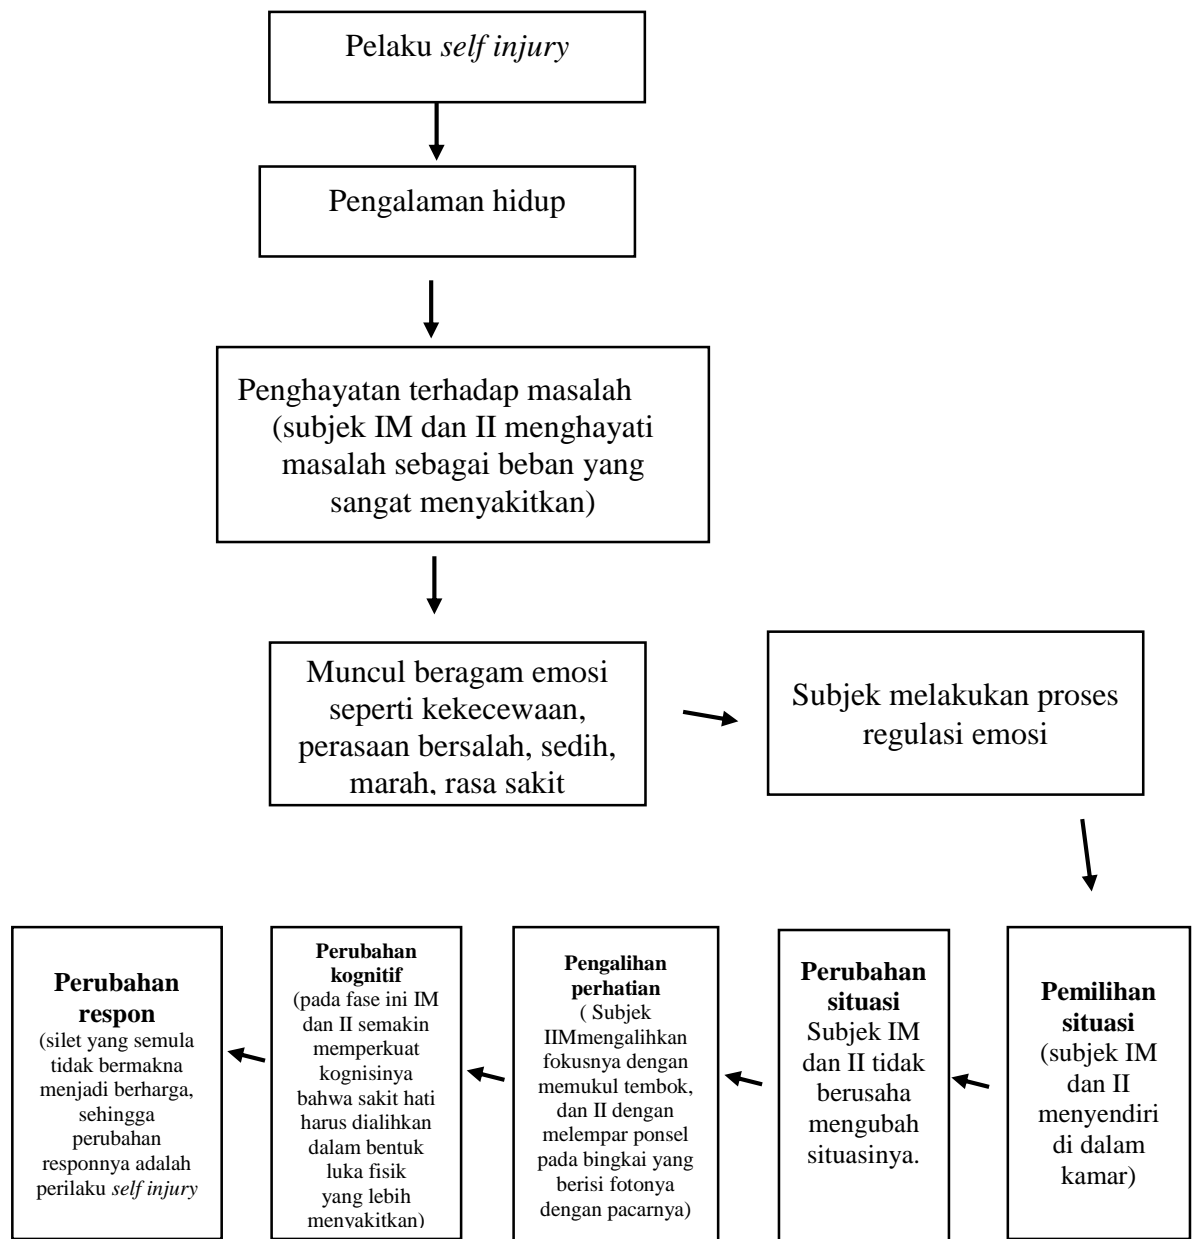 Pelaku self injury
Pengalaman hidup
Penghayatan terhadap masalah
(subjek IM dan II menghayati
masalah sebagai beban yang
sangat menyakitkan)
Muncul beragam emosi
seperti kekecewaan,
perasaan bersalah, sedih,
marah, rasa sakit
Subjek melakukan proses
regulasi emosi
Pemilihan
situasi
(subjek IM
dan II
menyendiri
di dalam
kamar)
Perubahan
situasi
Subjek IM
dan II tidak
berusaha
mengubah
situasinya.
Pengalihan
perhatian
( Subjek
IIMmengalihkan
fokusnya dengan
memukul tembok,
dan II dengan
melempar ponsel
pada bingkai yang
berisi fotonya
dengan pacarnya)
Perubahan
kognitif
(pada fase ini IM
dan II semakin
memperkuat
kognisinya
bahwa sakit hati
harus dialihkan
dalam bentuk
luka fisik
yang lebih
menyakitkan)
Perubahan
respon
(silet yang semula
tidak bermakna
menjadi berharga,
sehingga
perubahan
responnya adalah
perilaku self injury